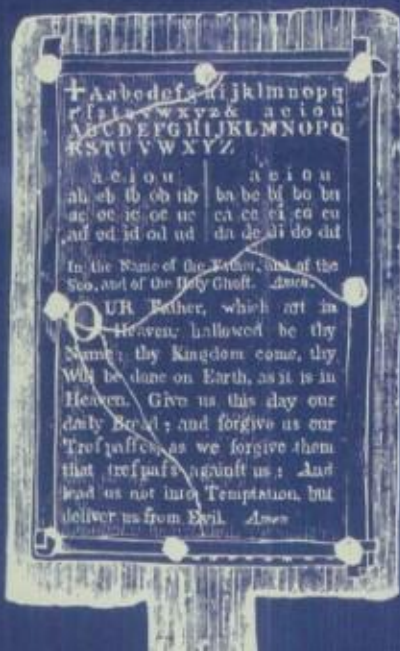 +Aabcdefghijklmnopq
rſstuvwxyz& aeiou
ABCDEFGHIJKLMNOPQ
RSTUVWXYZ
a e i o u | a e i o u
ab eb ib ob ub | ba be bi bo bu
ac ec ic oc uc | ca ce ci co cu
ad ed id od ud | da de di do du
In the Name of the Father, and of the
Son, and of the Holy Ghoſt. Amen.
OUR Father, which art in
Heaven, hallowed be thy
Name; thy Kingdom come, thy
Will be done on Earth, as it is in
Heaven. Give us this day our
daily Bread; and forgive us our
Treſpaſſes, as we forgive them
that treſpaſs againſt us: And
lead us not into Temptation, but
deliver us from Evil. Amen